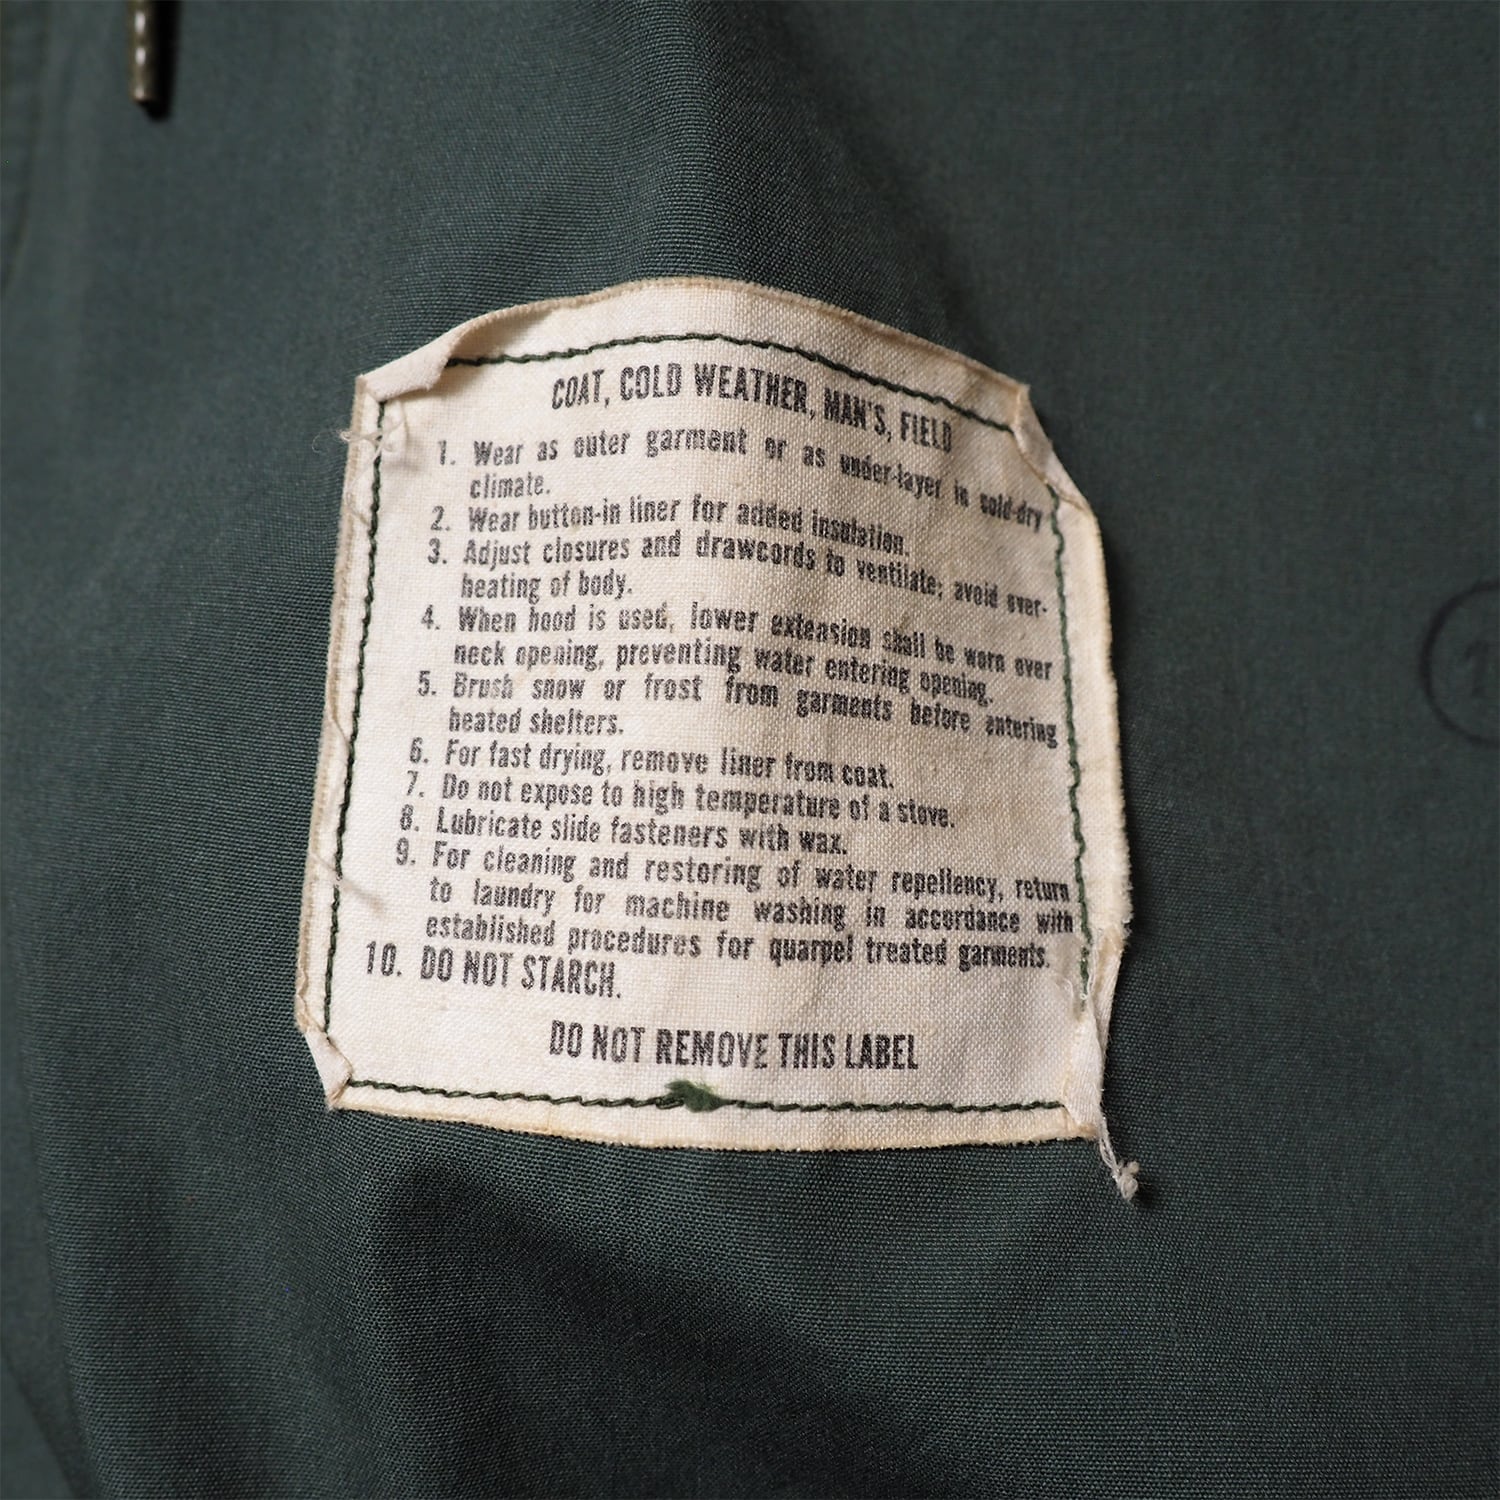 COAT, COLD WEATHER, MAN'S, FIELD
1. Wear as outer garment or as under-layer in cold-dry
climate.
2. Wear button-in liner for added insulation.
3. Adjust closures and drawcords to ventilate; avoid over-
heating of body.
4. When hood is used, lower extension shall be worn over
neck opening, preventing water entering opening.
5. Brush snow or frost from garments before entering
heated shelters.
6. For fast drying, remove liner from coat.
7. Do not expose to high temperature of a stove.
8. Lubricate slide fasteners with wax.
9. For cleaning and restoring of water repellency, return
to laundry for machine washing in accordance with
established procedures for quarpel treated garments.
10. DO NOT STARCH.
DO NOT REMOVE THIS LABEL